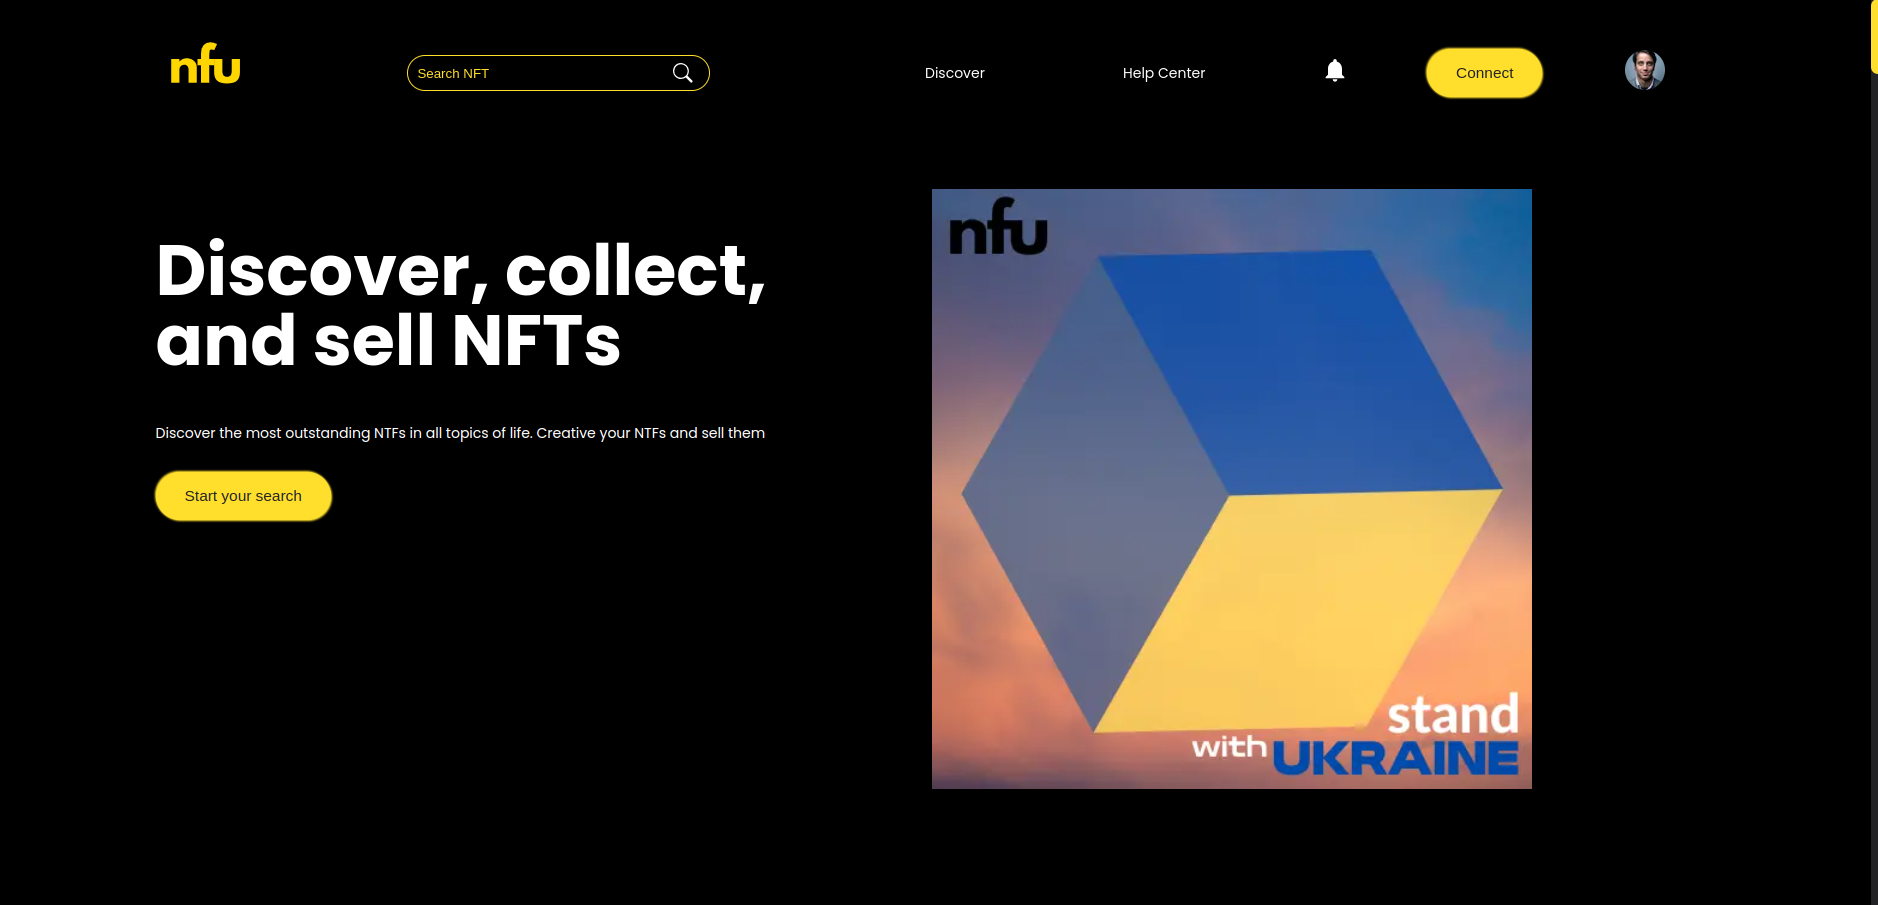 nfu
Search NFT
Discover
Help Center
Connect
Discover, collect,
and sell NFTs
Discover the most outstanding NTFs in all topics of life. Creative your NTFs and sell them
Start your search
nfu
stand
with UKRAINE